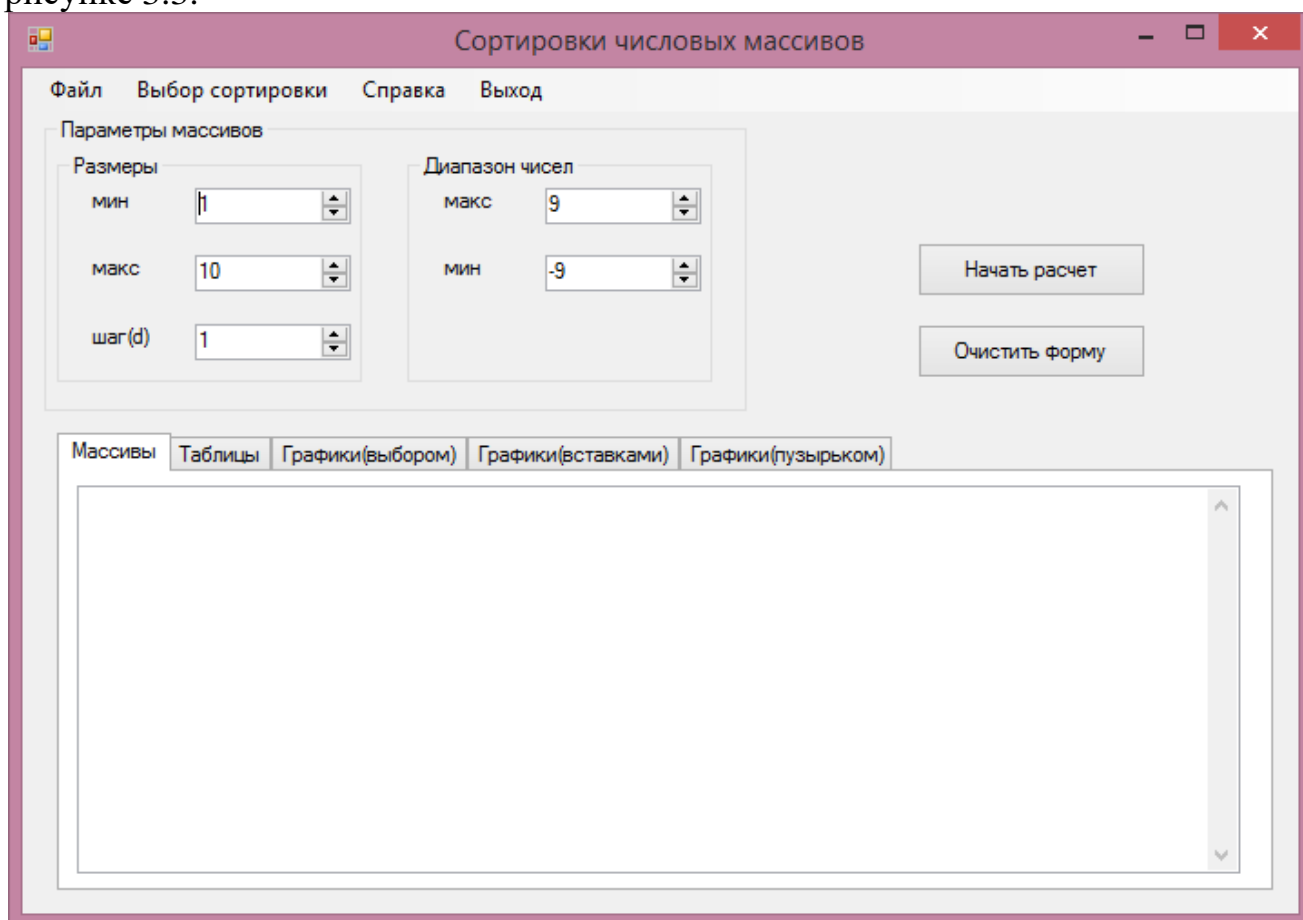 рисунке 3.3.
Сортировки числовых массивов
Файл Выбор сортировки Справка Выход
Параметры массивов
Размеры Диапазон чисел
мин 1 макс 9
макс 10 мин -9
Начать расчет
шаг(d) 1
Очистить форму
Массивы Таблицы Графики(выбором) Графики(вставками) Графики(пузырьком)